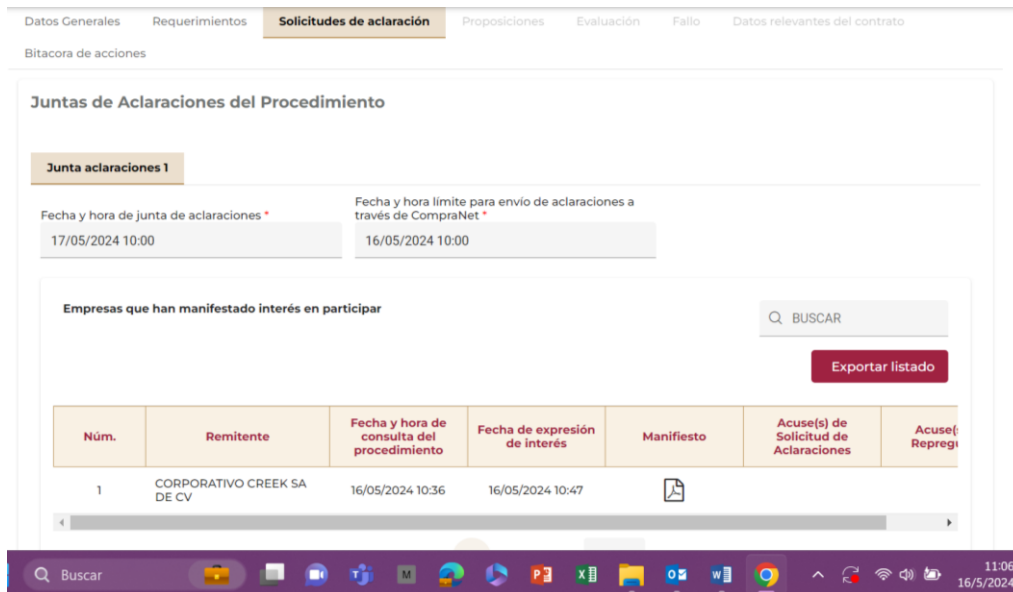 Datos Generales Requerimientos Solicitudes de aclaración Proposiciones Evaluación Fallo Datos relevantes del contrato
Bitacora de acciones
Juntas de Aclaraciones del Procedimiento
Junta aclaraciones 1
Fecha y hora de junta de aclaraciones *
17/05/2024 10:00
Fecha y hora límite para envío de aclaraciones a
través de CompraNet *
16/05/2024 10:00
Empresas que han manifestado interés en participar
BUSCAR
Exportar listado
Núm.
Remitente
Fecha y hora de
consulta del
procedimiento
Fecha de expresión
de interés
Manifiesto
Acuse(s) de
Solicitud de
Aclaraciones
Acuse(
Repreg
1
CORPORATIVO CREEK SA
DE CV
16/05/2024 10:36
16/05/2024 10:47
Buscar
11:06
16/5/2024